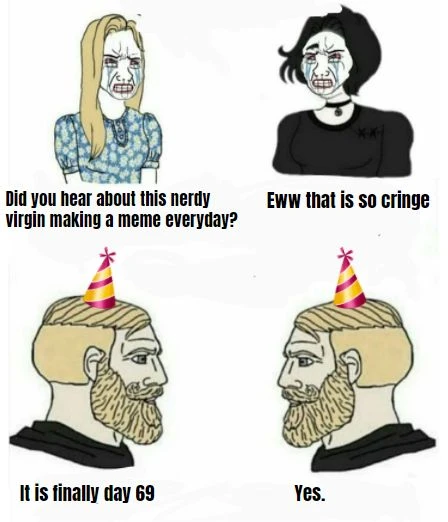 Did you hear about this nerdy
virgin making a meme everyday?
Eww that is so cringe
It is finally day 69
Yes.